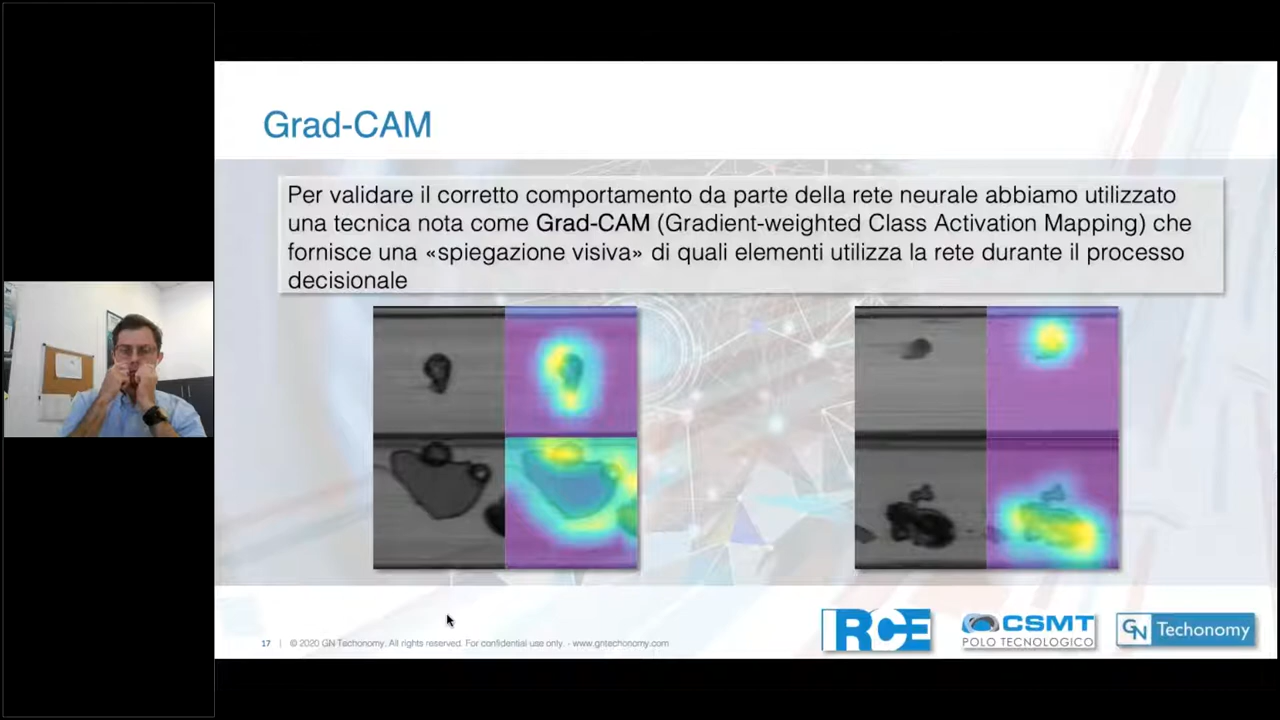 Grad-CAM
Per validare il corretto comportamento da parte della rete neurale abbiamo utilizzato
una tecnica nota come Grad-CAM (Gradient-weighted Class Activation Mapping) che
fornisce una «spiegazione visiva» di quali elementi utilizza la rete durante il processo
decisionale
17 | © 2020 GN Techonomy. All rights reserved. For confidential use only. - www.gntechonomy.com
IRCE
CSMT
POLO TECNOLOGICO
GN Techonomy